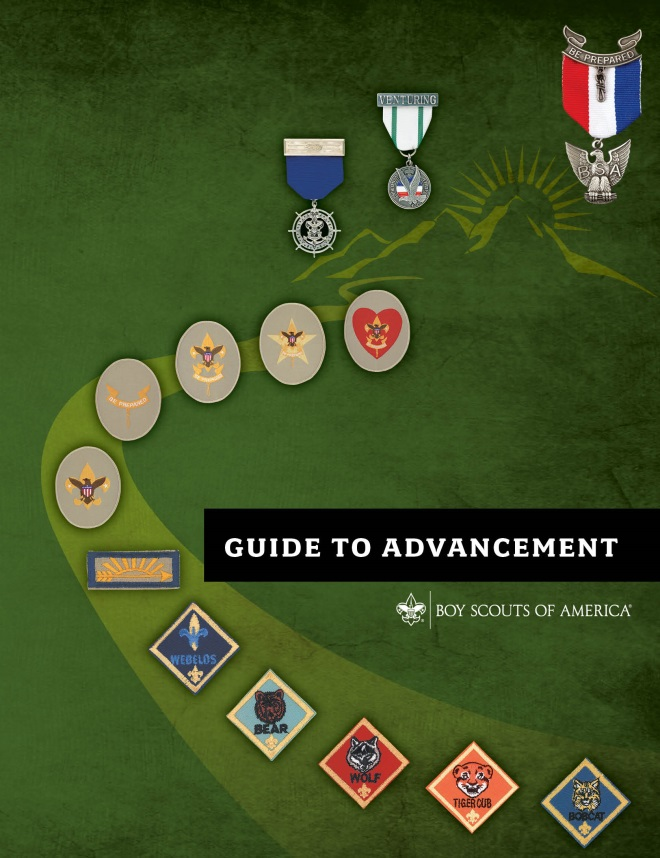 BE PREPARED
VENTURING
BSA
BE PREPARED
GUIDE TO ADVANCEMENT
BOY SCOUTS OF AMERICA®
WEBELOS
BEAR
WOLF
TIGER CUB
BOBCAT